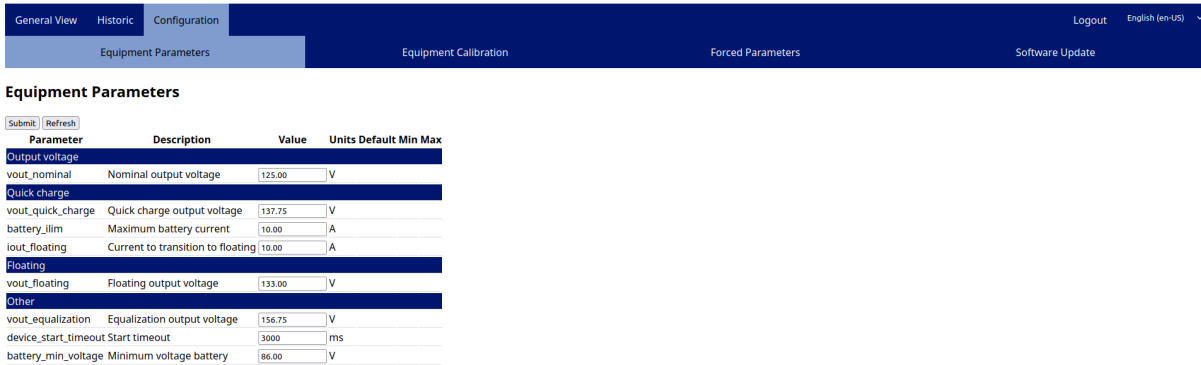 General View Historic Configuration Logout English (en-US)
Equipment Parameters Equipment Calibration Forced Parameters Software Update
Equipment Parameters
Submit Refresh
Parameter Description Value Units Default Min Max
Output voltage
vout_nominal Nominal output voltage 125.00 V
Quick charge
vout_quick_charge Quick charge output voltage 137.75 V
battery_ilim Maximum battery current 10.00 A
iout_floating Current to transition to floating 10.00 A
Floating
vout_floating Floating output voltage 133.00 V
Other
vout_equalization Equalization output voltage 156.75 V
device_start_timeout Start timeout 3000 ms
battery_min_voltage Minimum voltage battery 86.00 V